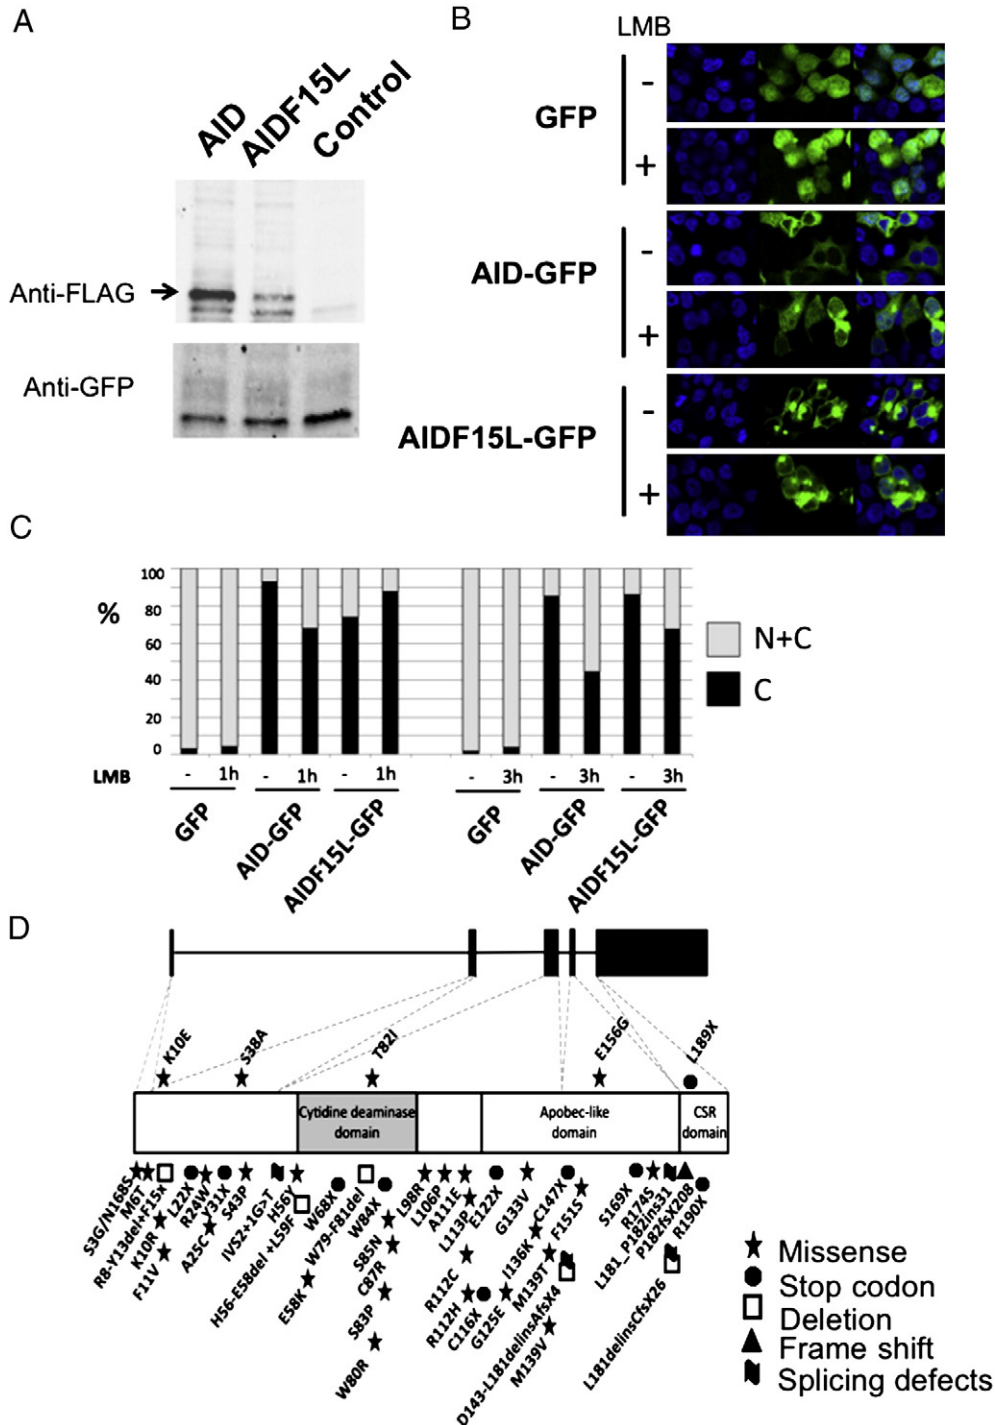 A
AID
AIDF15L
Control
Anti-FLAG
Anti-GFP
B
LMB
GFP
-
+
AID-GFP
-
+
AIDF15L-GFP
-
+
C
%
100
80
60
40
20
0
LMB - 1h - 1h - 1h - 3h - 3h - 3h
GFP
AID-GFP
AIDF15L-GFP
GFP
AID-GFP
AIDF15L-GFP
N+C
C
D
K10E
S38A
T82I
E156G
L189X
Cytidine deaminase
domain
Apobec-like
domain
CSR
domain
S3G/N168S
M6T
R8-Y13del+F15x
K10R
F11V
L22X
R24W
A25C
Y31X
S43P
IVS2+1G>T
H56Y
H56-E58del +L59F
E58K
W68X
W79-F81del
W80R
S83P
W84X
S85N
C87R
L98R
L106P
A111E
R112C
R112H
L113P
C116X
E122X
G125E
G133V
I136K
M139T
M139V
D143-L181delinsAfsX4
C147X
F151S
S169X
R174S
L181_P182ins31
L181delinsCfsX26
P182fsX208
R190X
Missense
Stop codon
Deletion
Frame shift
Splicing defects